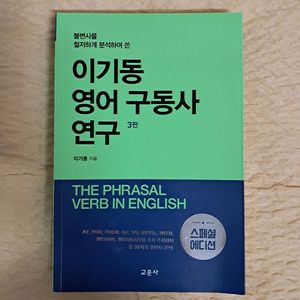 불변사를
철저하게 분석하여 쓴
이기동
영어 구동사
연구 3판
이기동 지음
THE PHRASAL
VERB IN ENGLISH
스페셜
에디션
교문사